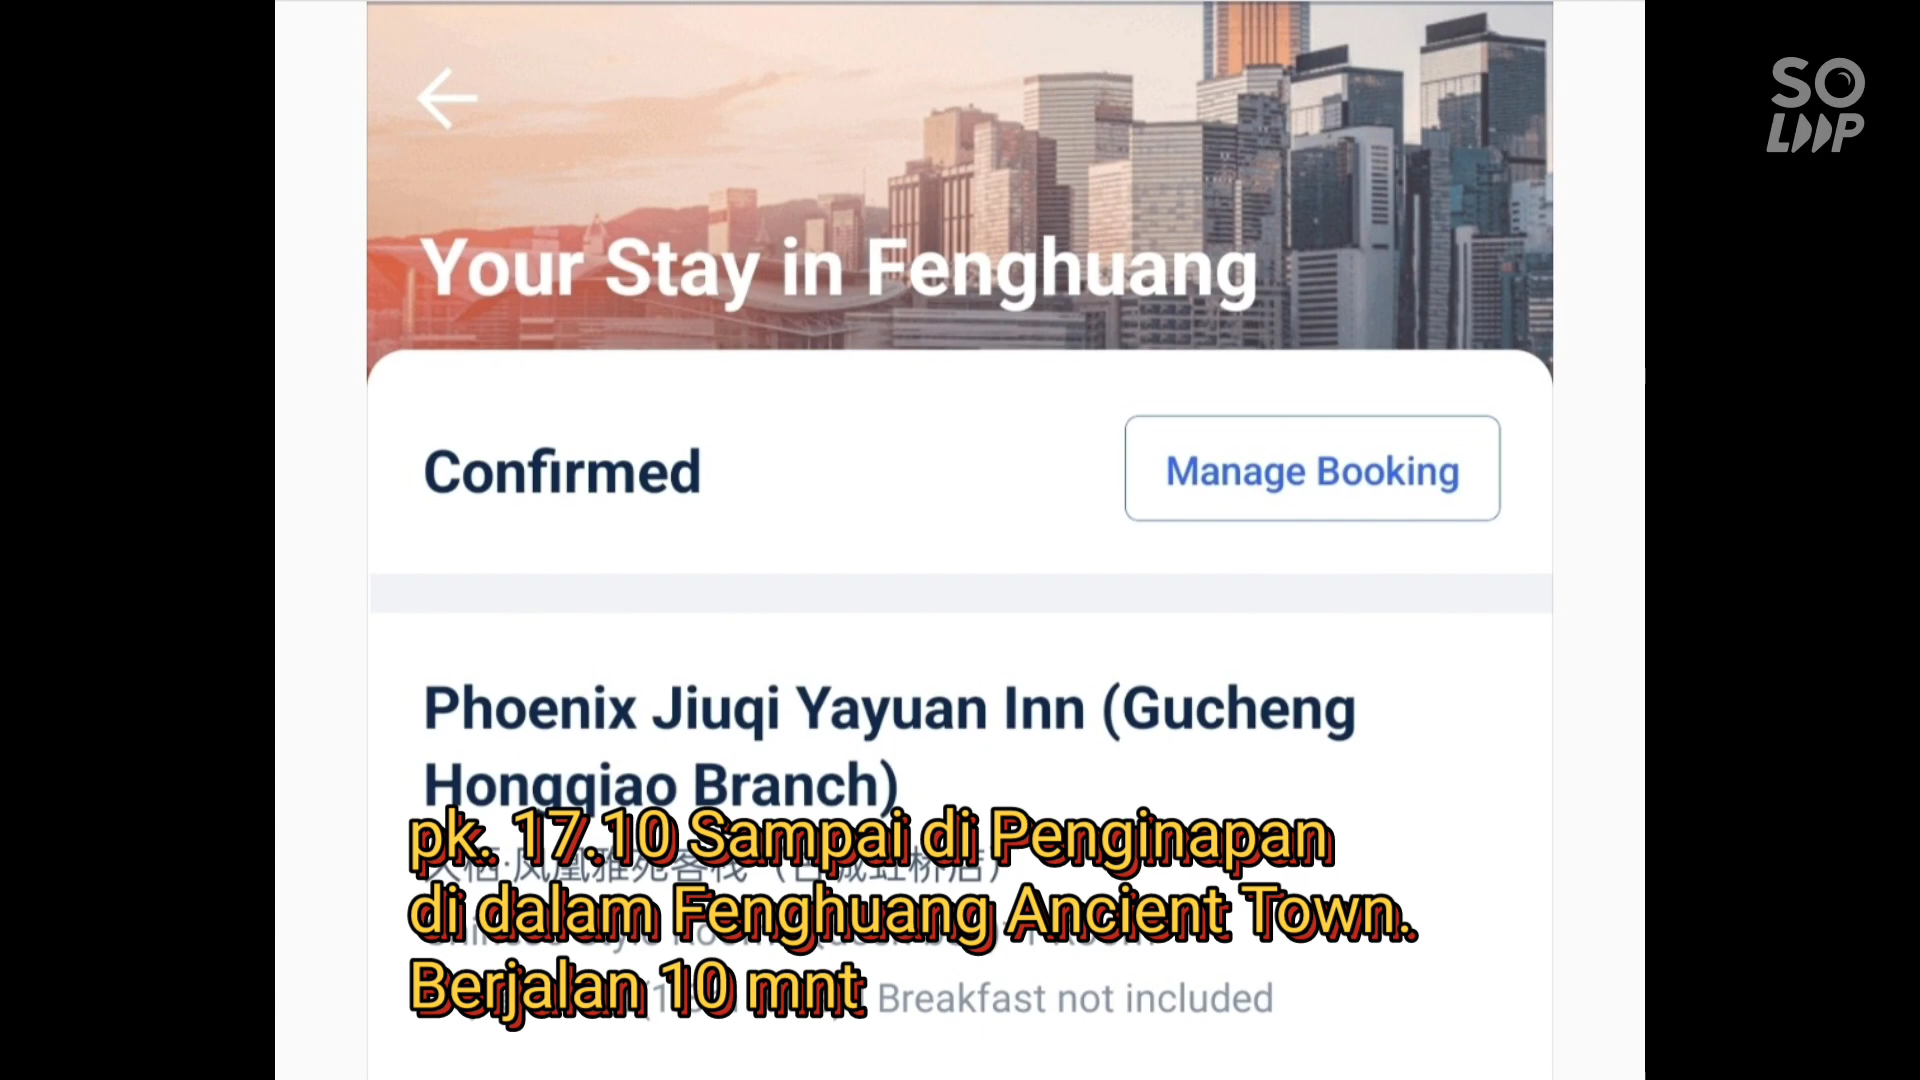 SO
LOOP
Your Stay in Fenghuang
Confirmed
Manage Booking
Phoenix Jiuqi Yayuan Inn (Gucheng
Hongqiao Branch)
pk. 17.10 Sampai di Penginapan
di dalam Fenghuang Ancient Town.
Berjalan 10 mnt
Breakfast not included